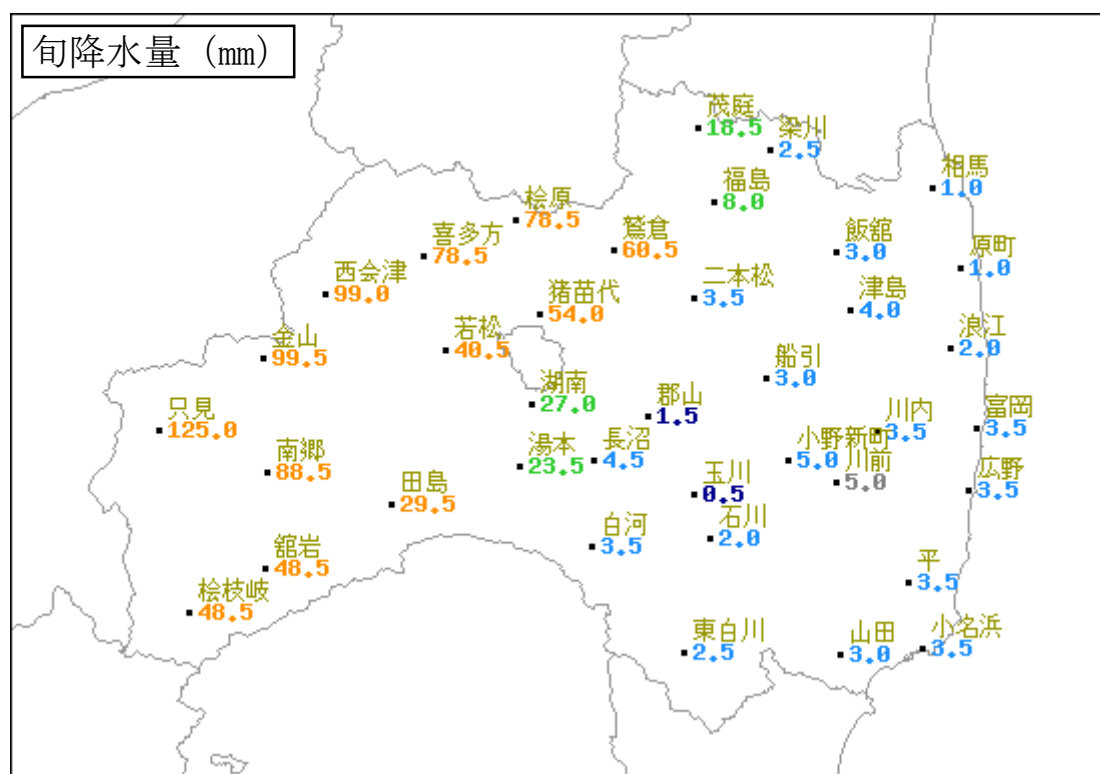 旬降水量 (mm)
茂庭
18.5
梁川
2.5
相馬
1.0
福島
8.0
桧原
78.5
鷲倉
60.5
喜多方
78.5
飯舘
3.0
原町
1.0
西会津
99.0
二本松
3.5
猪苗代
54.0
津島
4.0
金山
99.5
若松
40.5
浪江
2.0
船引
3.0
湖南
27.0
郡山
1.5
只見
125.0
川内
3.5
富岡
3.5
南郷
88.5
湯本
23.5
長沼
4.5
小野新町
5.0
川前
5.0
田島
29.5
玉川
0.5
広野
3.5
白河
3.5
石川
2.0
舘岩
48.5
平
3.5
桧枝岐
48.5
東白川
2.5
山田
3.0
小名浜
3.5